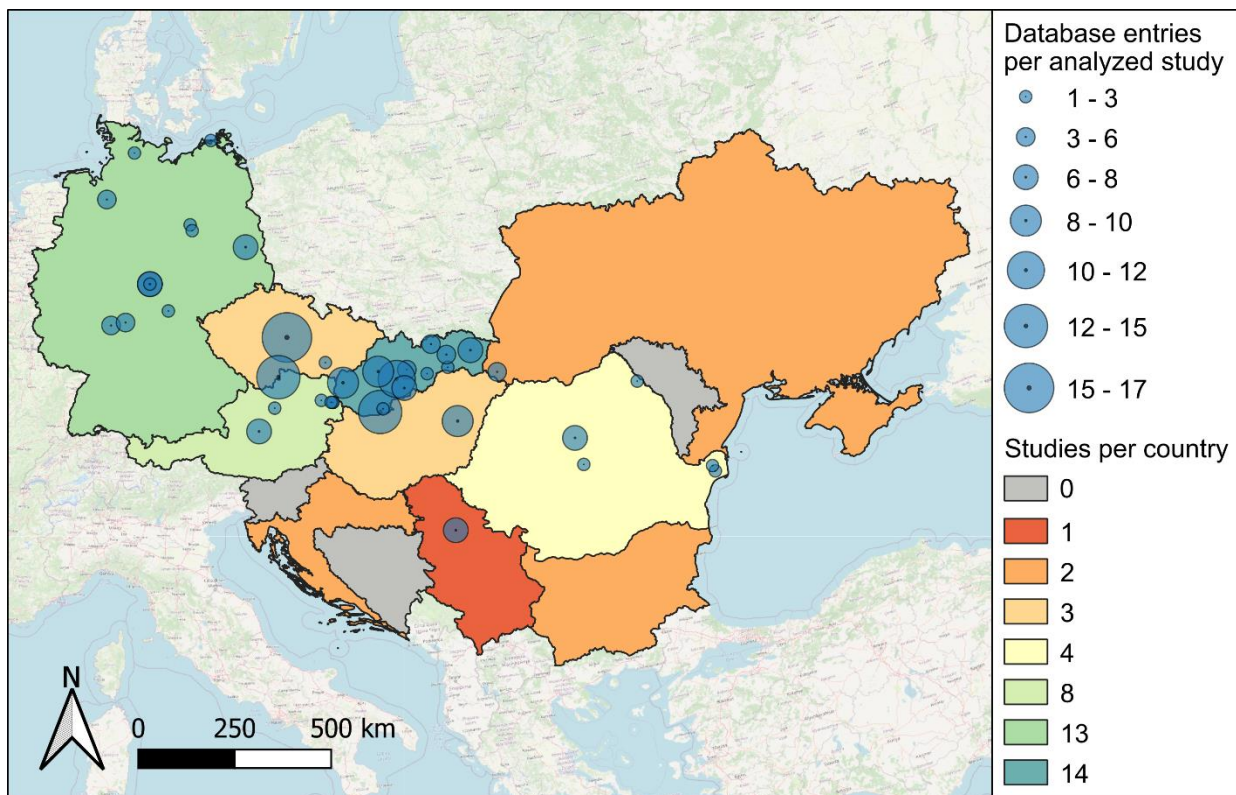 Database entries
per analyzed study
1 - 3
3 - 6
6 - 8
8 - 10
10 - 12
12 - 15
15 - 17
Studies per country
0
1
2
3
4
8
13
14
N
0 250 500 km